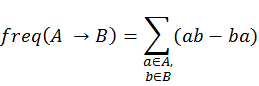 freq(A → B) = ∑(ab − ba)
a∈A,
b∈B